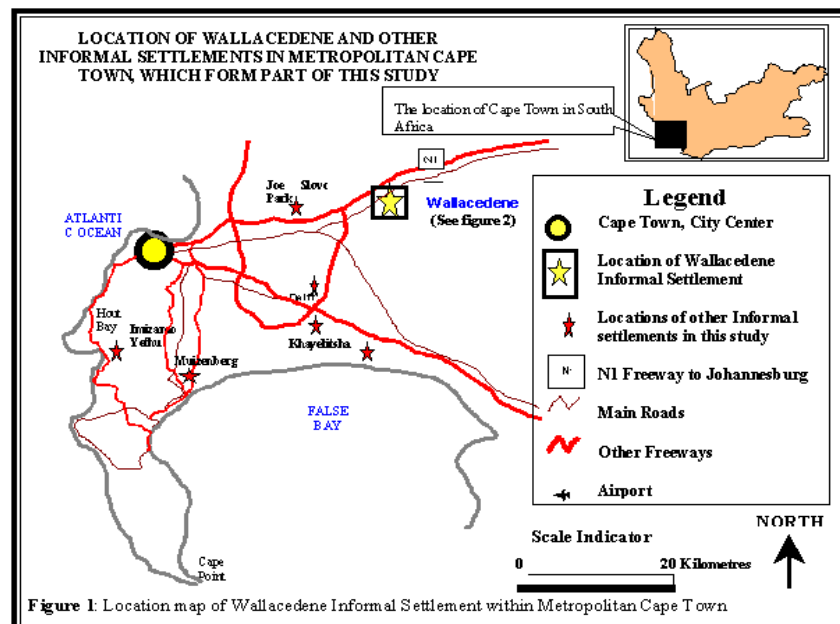 LOCATION OF WALLACEDENE AND OTHER
INFORMAL SETTLEMENTS IN METROPOLITAN CAPE
TOWN, WHICH FORM PART OF THIS STUDY
The location of Cape Town in South
Africa
N1
Joe Slovo
Park
Wallacedene
(See figure 2)
ATLANTI
C OCEAN
Delft
Hout
Bay
Imizamo
Yethu
Khayelitsha
Muizenberg
FALSE
BAY
Cape
Point
Legend
Cape Town, City Center
Location of Wallacedene
Informal Settlement
Locations of other Informal
settlements in this study
N
N1 Freeway to Johannesburg
Main Roads
Other Freeways
Airport
NORTH
Scale Indicator
0 20 Kilometres
Figure 1: Location map of Wallacedene Informal Settlement within Metropolitan Cape Town